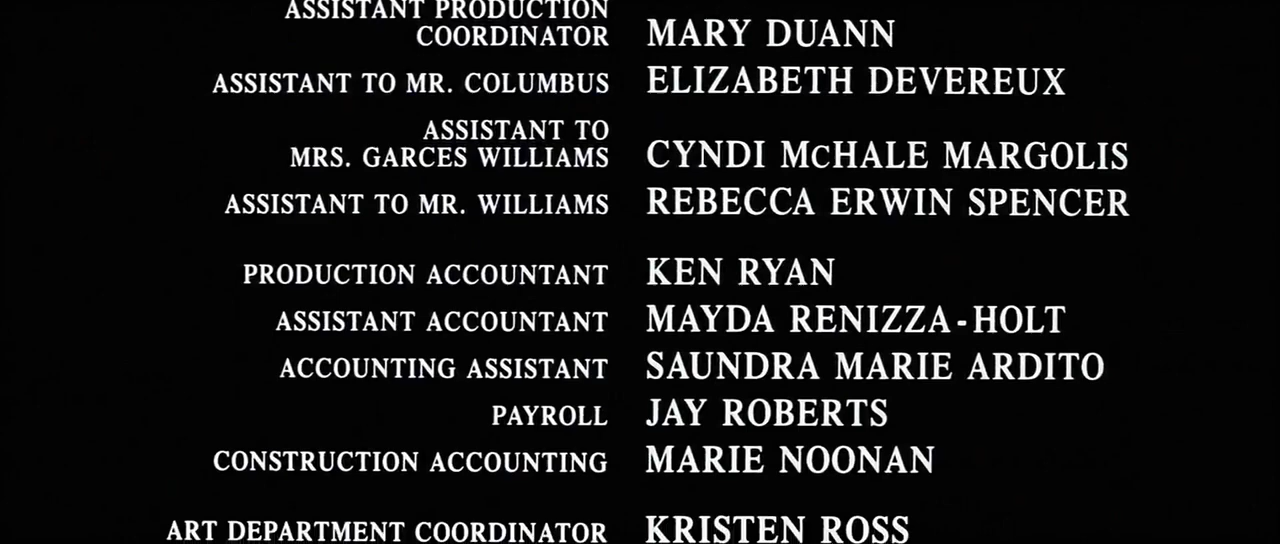 ASSISTANT PRODUCTION
COORDINATOR MARY DUANN
ASSISTANT TO MR. COLUMBUS ELIZABETH DEVEREUX
ASSISTANT TO
MRS. GARCES WILLIAMS CYNDI McHALE MARGOLIS
ASSISTANT TO MR. WILLIAMS REBECCA ERWIN SPENCER
PRODUCTION ACCOUNTANT KEN RYAN
ASSISTANT ACCOUNTANT MAYDA RENIZZA-HOLT
ACCOUNTING ASSISTANT SAUNDRA MARIE ARDITO
PAYROLL JAY ROBERTS
CONSTRUCTION ACCOUNTING MARIE NOONAN
ART DEPARTMENT COORDINATOR KRISTEN ROSS